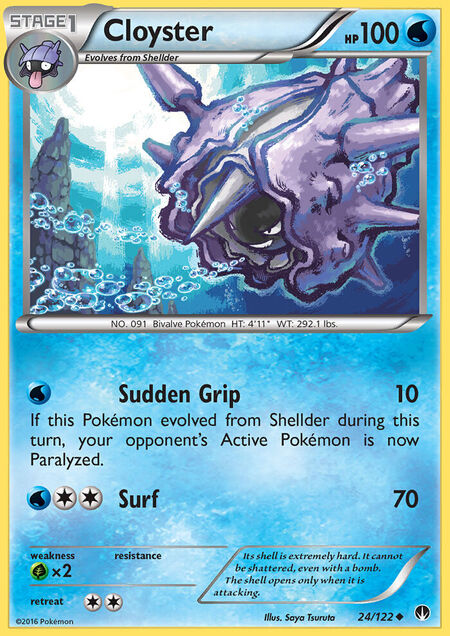 STAGE1
Cloyster
HP100
Evolves from Shellder
NO. 091 Bivalve Pokémon HT: 4'11" WT: 292.1 lbs.
Sudden Grip 10
If this Pokémon evolved from Shellder during this
turn, your opponent's Active Pokémon is now
Paralyzed.
Surf 70
weakness resistance
×2
retreat
Its shell is extremely hard. It cannot
be shattered, even with a bomb.
The shell opens only when it is
attacking.
©2016 Pokémon
Illus. Saya Tsuruta
24/122